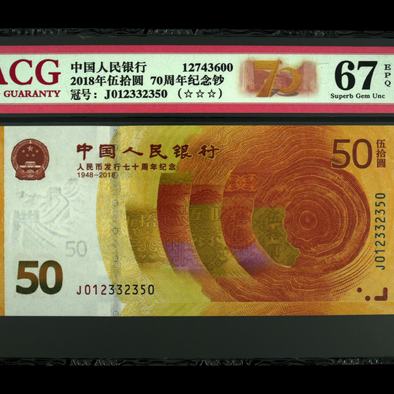 ACG
GUARANTY
中国人民银行 12743600
2018年伍拾圆 70周年纪念钞
冠号：J012332350 (☆☆☆)
70
67 EPQ
Superb Gem Unc
中国人民银行
人民币发行七十周年纪念
1948-2018
50 伍拾圆
50
50
J012332350
J012332350